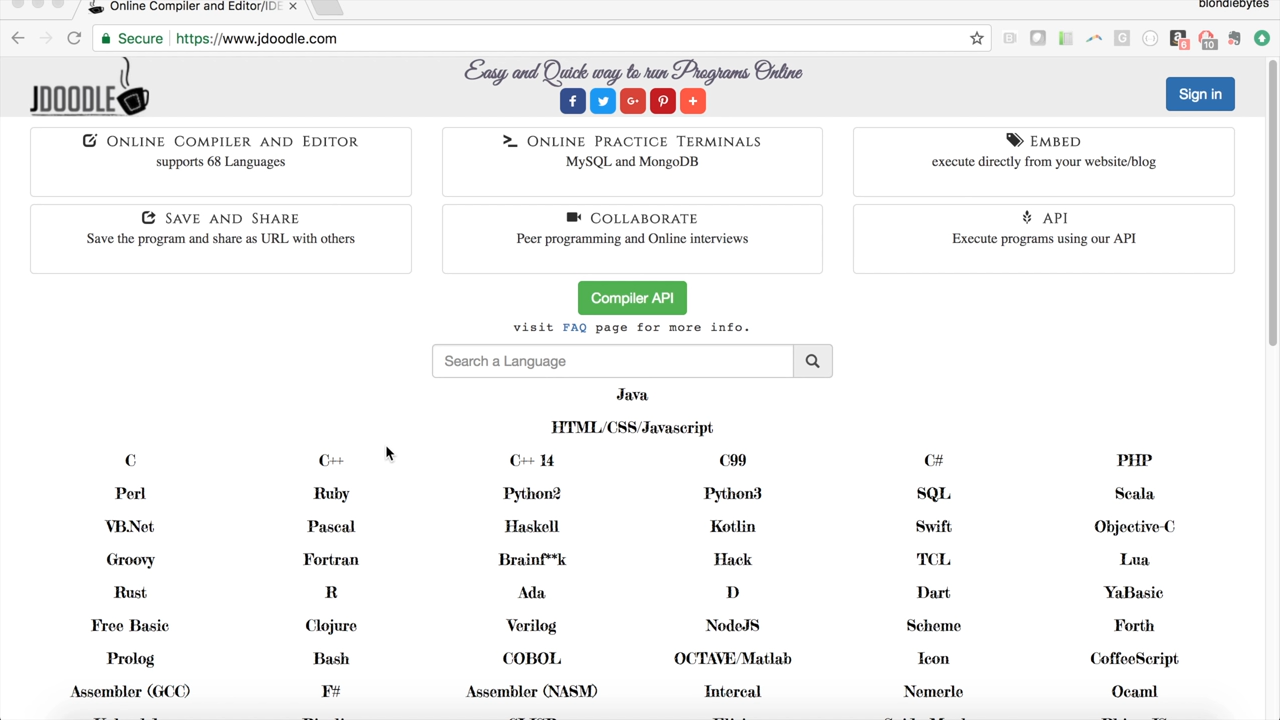 Online Compiler and Editor/IDE
blondiebytes
Secure https://www.jdoodle.com
6
10
JDOODLE
Easy and Quick way to run Programs Online
Sign in
Online Compiler and Editor
supports 68 Languages
Online Practice Terminals
MySQL and MongoDB
Embed
execute directly from your website/blog
Save and Share
Save the program and share as URL with others
Collaborate
Peer programming and Online interviews
API
Execute programs using our API
Compiler API
visit FAQ page for more info.
Search a Language
Java
HTML/CSS/Javascript
C C++ C++ 14 C99 C# PHP
Perl Ruby Python2 Python3 SQL Scala
VB.Net Pascal Haskell Kotlin Swift Objective-C
Groovy Fortran Brainf**k Hack TCL Lua
Rust R Ada D Dart YaBasic
Free Basic Clojure Verilog NodeJS Scheme Forth
Prolog Bash COBOL OCTAVE/Matlab Icon CoffeeScript
Assembler (GCC) F# Assembler (NASM) Intercal Nemerle Ocaml